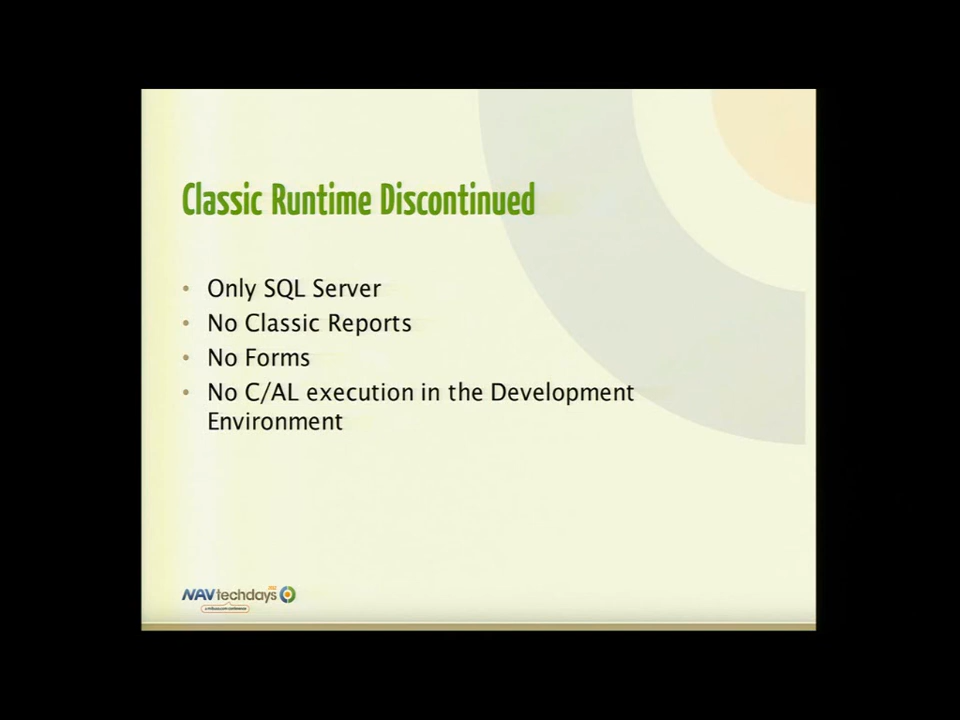 Classic Runtime Discontinued
• Only SQL Server
• No Classic Reports
• No Forms
• No C/AL execution in the Development
Environment
NAVtechdays